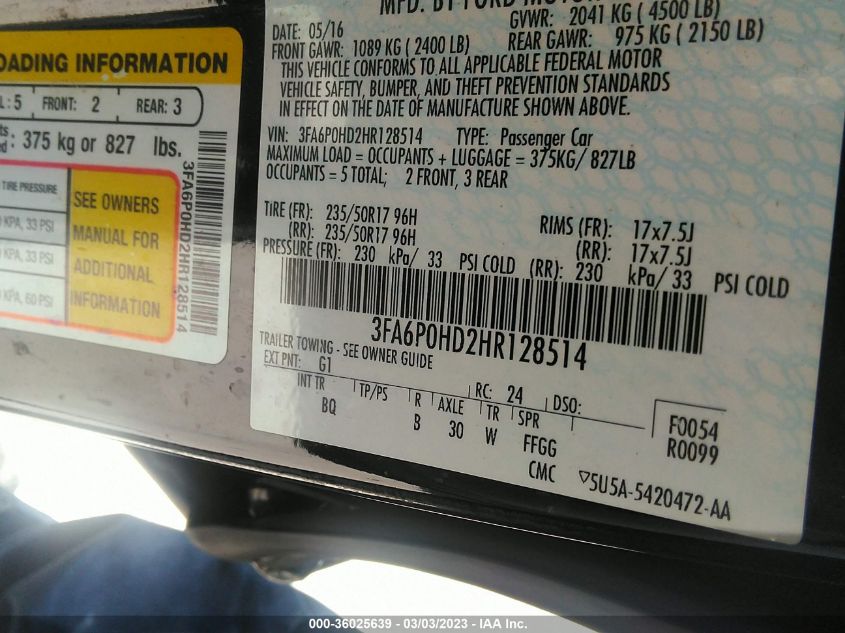 MFD. BY FORD MOTOR
DATE: 05/16
GVWR: 2041 KG ( 4500 LB)
FRONT GAWR: 1089 KG ( 2400 LB)
REAR GAWR: 975 KG ( 2150 LB)
THIS VEHICLE CONFORMS TO ALL APPLICABLE FEDERAL MOTOR
VEHICLE SAFETY, BUMPER, AND THEFT PREVENTION STANDARDS
IN EFFECT ON THE DATE OF MANUFACTURE SHOWN ABOVE.
VIN: 3FA6P0HD2HR128514 TYPE: Passenger Car
MAXIMUM LOAD = OCCUPANTS + LUGGAGE = 375KG/ 827LB
OCCUPANTS = 5 TOTAL; 2 FRONT, 3 REAR
TIRE (FR): 235/50R17 96H RIMS (FR): 17x7.5J
(RR): 235/50R17 96H (RR): 17x7.5J
PRESSURE (FR): 230 kPa/ 33 PSI COLD (RR): 230 kPa/ 33 PSI COLD
3FA6P0HD2HR128514
TRAILER TOWING - SEE OWNER GUIDE
EXT PNT: G1 RC: 24 DSO:
INT TR TP/PS R AXLE TR SPR
BQ B 30 W FFGG
CMC
F0054
R0099
5U5A-5420472-AA
OADING INFORMATION
L : 5 FRONT: 2 REAR: 3
375 kg or 827 lbs.
TIRE PRESSURE
KPA, 33 PSI
KPA, 33 PSI
KPA, 60 PSI
SEE OWNERS
MANUAL FOR
ADDITIONAL
INFORMATION
3FA6P0HD2HR128514
000-36025639 - 03/03/2023 - IAA Inc.